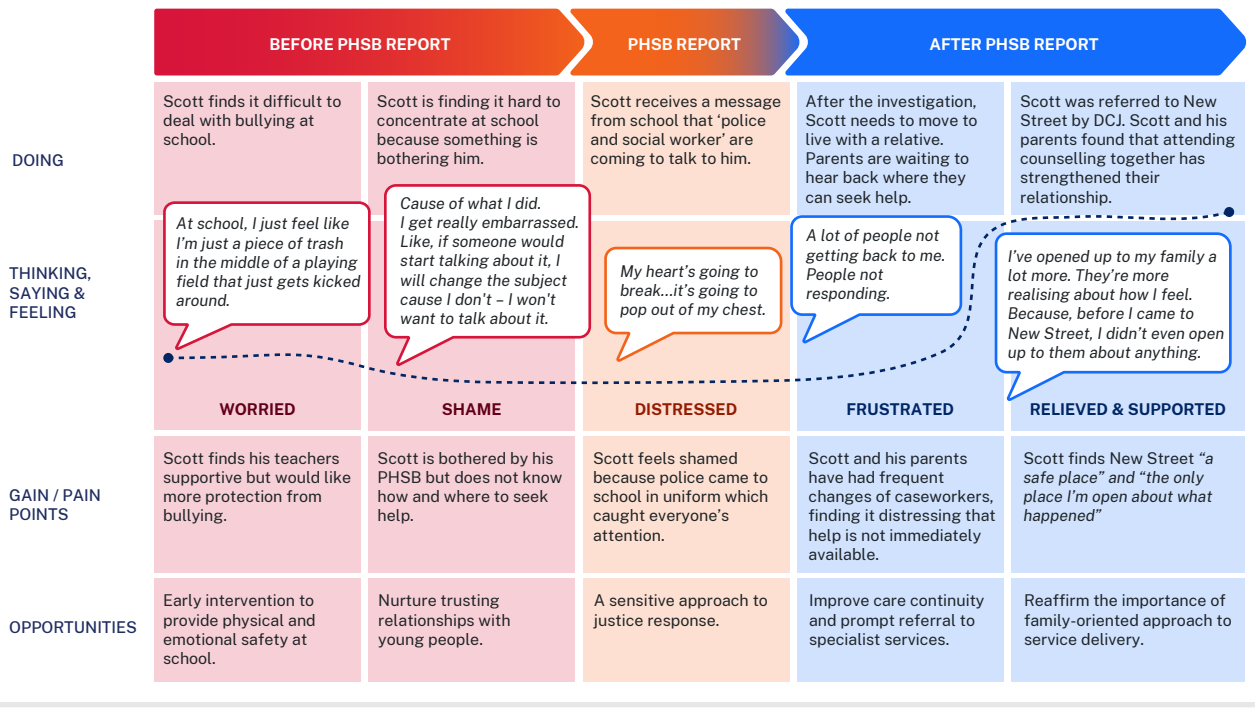 BEFORE PHSB REPORT
PHSB REPORT
AFTER PHSB REPORT
DOING
Scott finds it difficult to
deal with bullying at
school.
Scott is finding it hard to
concentrate at school
because something is
bothering him.
Scott receives a message
from school that ‘police
and social worker’ are
coming to talk to him.
After the investigation,
Scott needs to move to
live with a relative.
Parents are waiting to
hear back where they
can seek help.
Scott was referred to New
Street by DCJ. Scott and his
parents found that attending
counselling together has
strengthened their
relationship.
THINKING,
SAYING &
FEELING
At school, I just feel like
I’m just a piece of trash
in the middle of a playing
field that just gets kicked
around.
Cause of what I did.
I get really embarrassed.
Like, if someone would
start talking about it, I
will change the subject
cause I don't – I won't
want to talk about it.
My heart’s going to
break...it’s going to
pop out of my chest.
A lot of people not
getting back to me.
People not
responding.
I’ve opened up to my family a
lot more. They’re more
realising about how I feel.
Because, before I came to
New Street, I didn’t even open
up to them about anything.
WORRIED
SHAME
DISTRESSED
FRUSTRATED
RELIEVED & SUPPORTED
GAIN / PAIN
POINTS
Scott finds his teachers
supportive but would like
more protection from
bullying.
Scott is bothered by his
PHSB but does not know
how and where to seek
help.
Scott feels shamed
because police came to
school in uniform which
caught everyone’s
attention.
Scott and his parents
have had frequent
changes of caseworkers,
finding it distressing that
help is not immediately
available.
Scott finds New Street “a
safe place” and “the only
place I’m open about what
happened”
OPPORTUNITIES
Early intervention to
provide physical and
emotional safety at
school.
Nurture trusting
relationships with
young people.
A sensitive approach to
justice response.
Improve care continuity
and prompt referral to
specialist services.
Reaffirm the importance of
family-oriented approach to
service delivery.